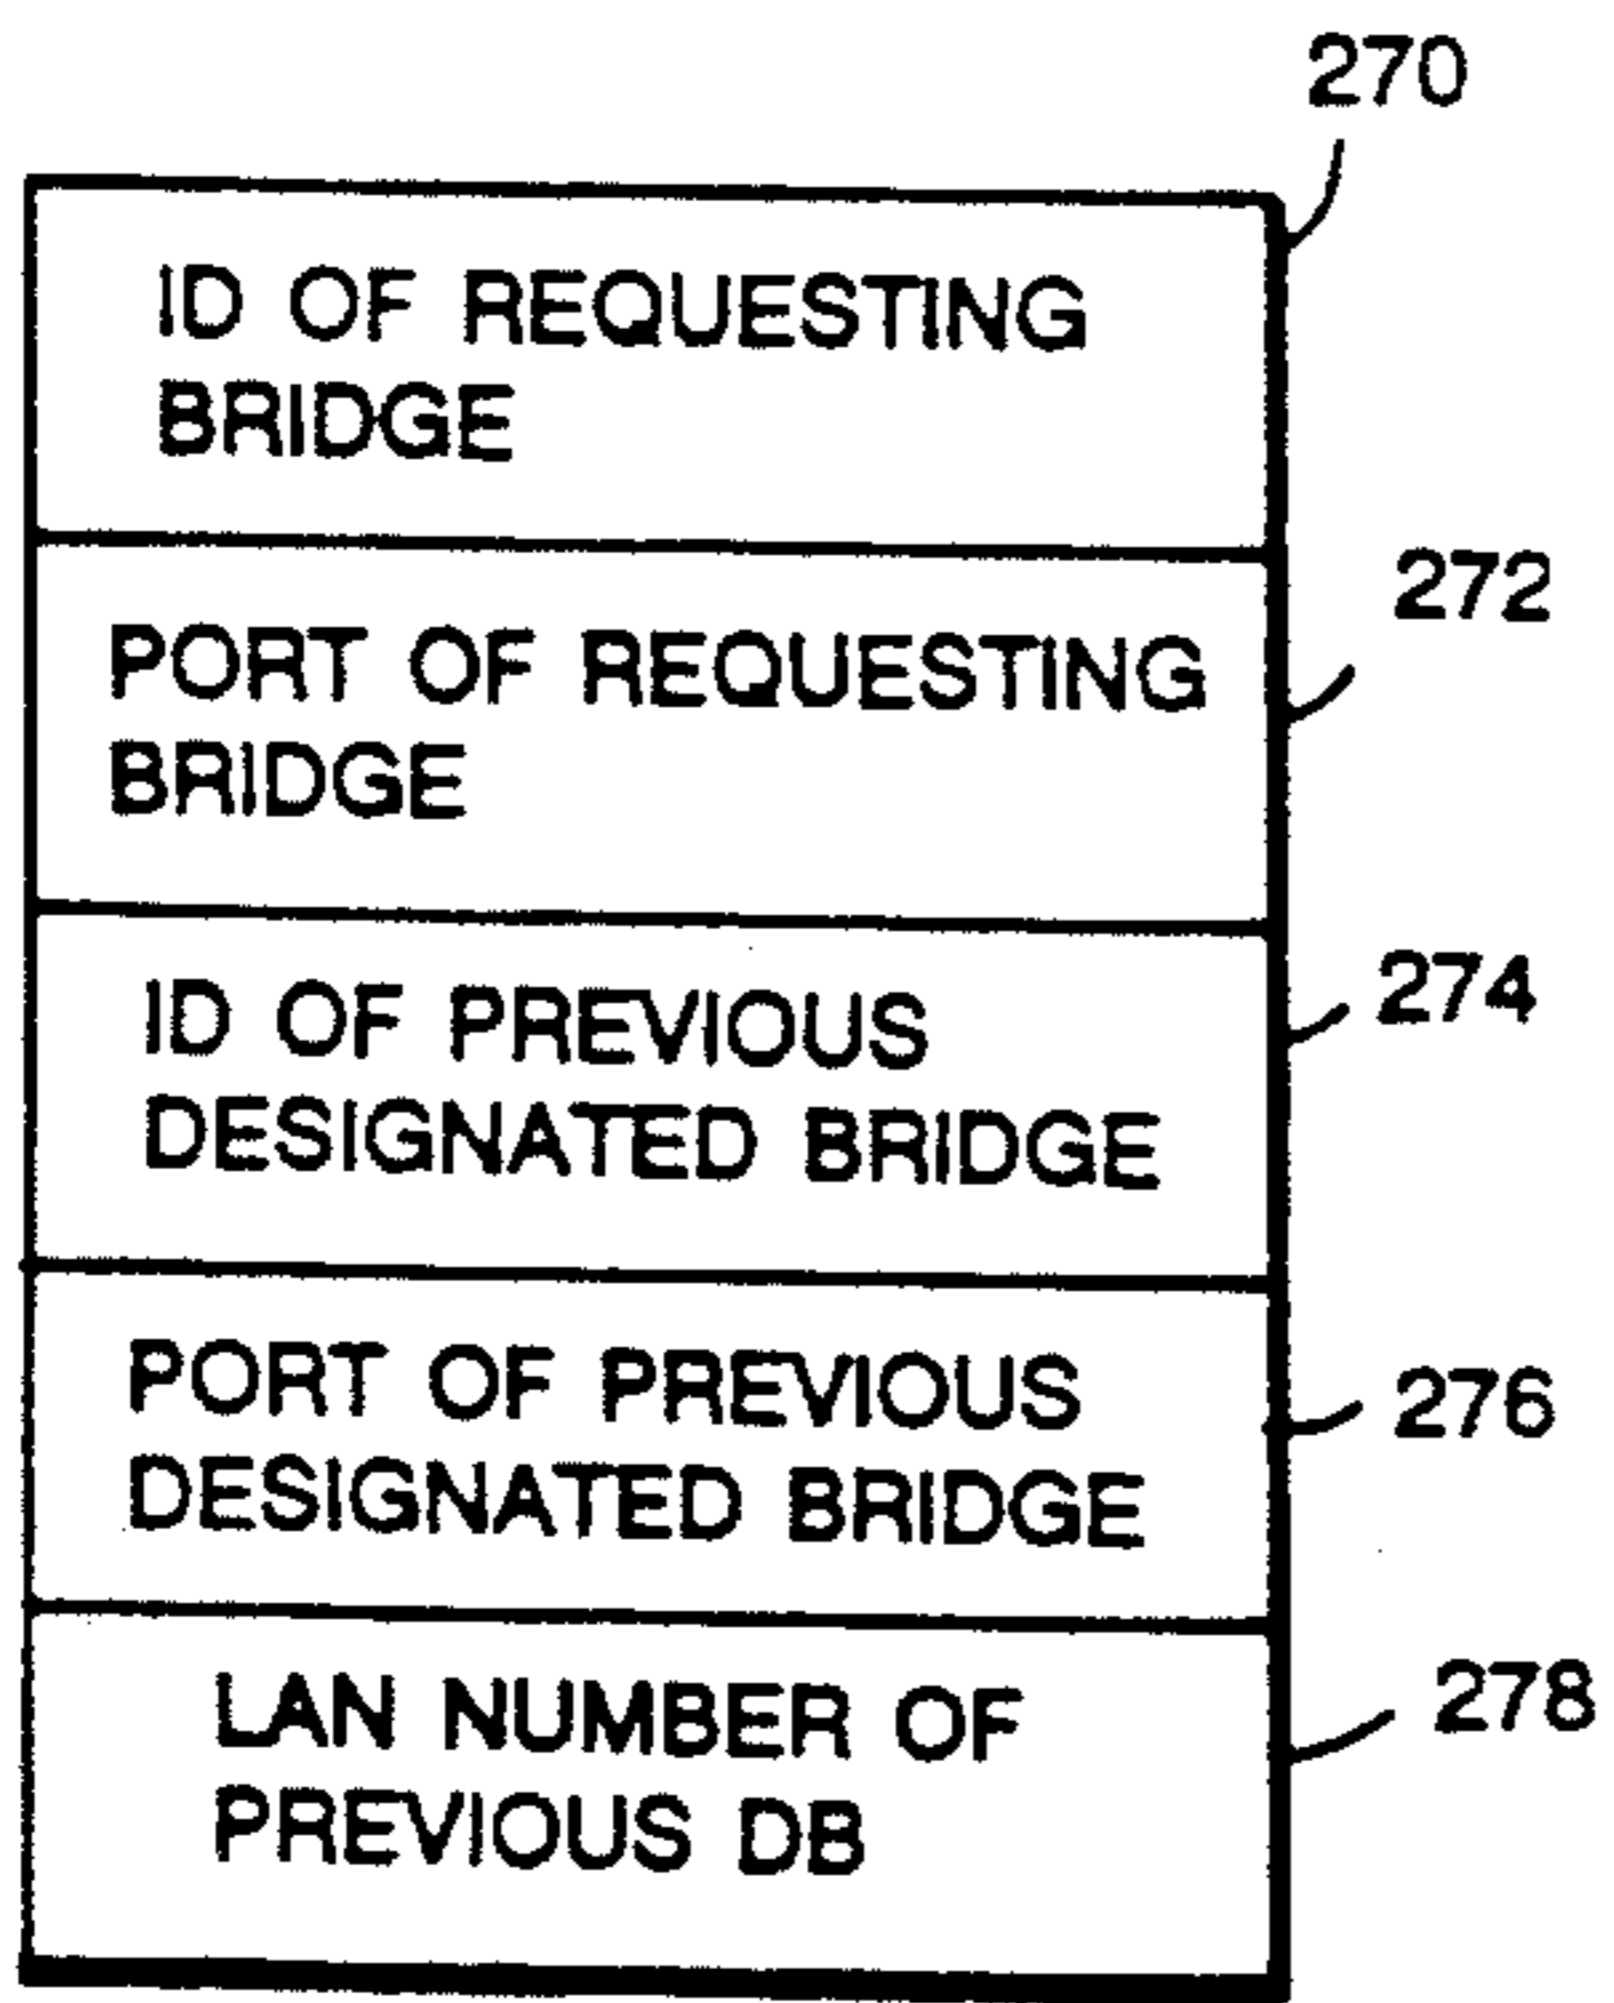 270
ID OF REQUESTING
BRIDGE
272
PORT OF REQUESTING
BRIDGE
274
ID OF PREVIOUS
DESIGNATED BRIDGE
276
PORT OF PREVIOUS
DESIGNATED BRIDGE
278
LAN NUMBER OF
PREVIOUS DB